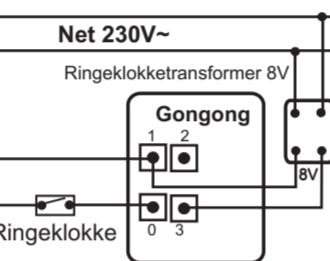 Net 230V~
Ringeklokketransformer 8V
Gongong
1 2
8V
Ringeklokke
0 3